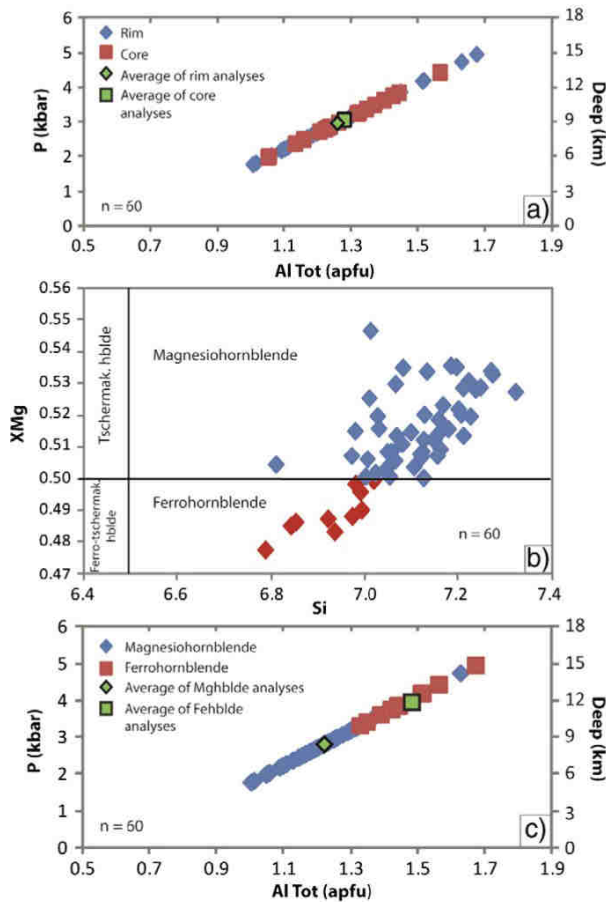 6
5
4
3
2
1
0
P (kbar)
18
15
12
9
6
3
0
Deep (km)
Rim
Core
Average of rim analyses
Average of core
analyses
n = 60
a)
0.5
0.7
0.9
1.1
1.3
1.5
1.7
1.9
Al Tot (apfu)
0.56
0.55
0.54
0.53
0.52
0.51
0.50
0.49
0.48
0.47
XMg
Tschermak. hblde
Ferro-tschermak.
hblde
Magnesiohornblende
Ferrohornblende
n = 60
b)
6.4
6.6
6.8
7.0
7.2
7.4
Si
6
5
4
3
2
1
0
P (kbar)
18
15
12
9
6
3
0
Deep (km)
Magnesiohornblende
Ferrohornblende
Average of Mghblde analyses
Average of Fehblde
analyses
n = 60
c)
0.5
0.7
0.9
1.1
1.3
1.5
1.7
1.9
Al Tot (apfu)